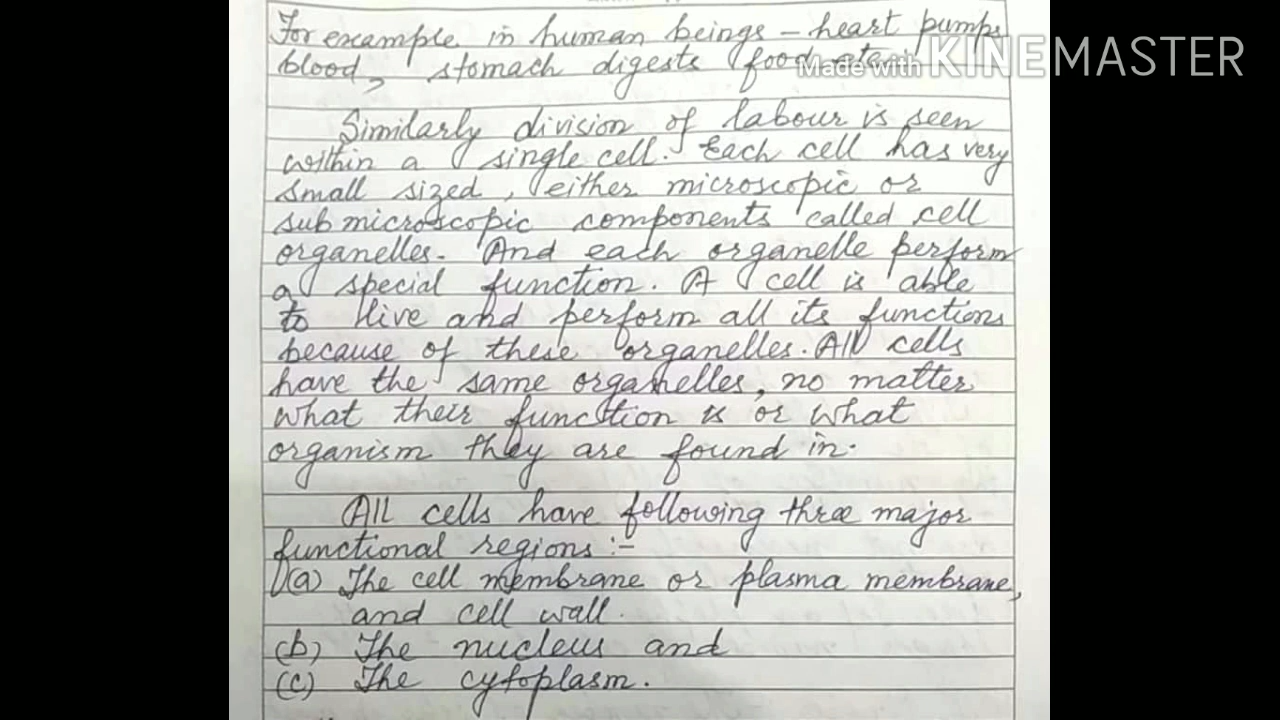 For example in human beings - heart pumps
blood, stomach digests food etc.
Made with KINEMASTER
Similarly division of labour is seen
within a single cell. Each cell has very
small sized, either microscopic or
sub microscopic components called cell
organelles. And each organelle perform
a special function. A cell is able
to live and perform all its functions
because of these organelles. All cells
have the same organelles, no matter
what their function is or what
organism they are found in.
All cells have following three major
functional regions :-
(a) The cell membrane or plasma membrane,
and cell wall.
(b) The nucleus and
(c) The cytoplasm.